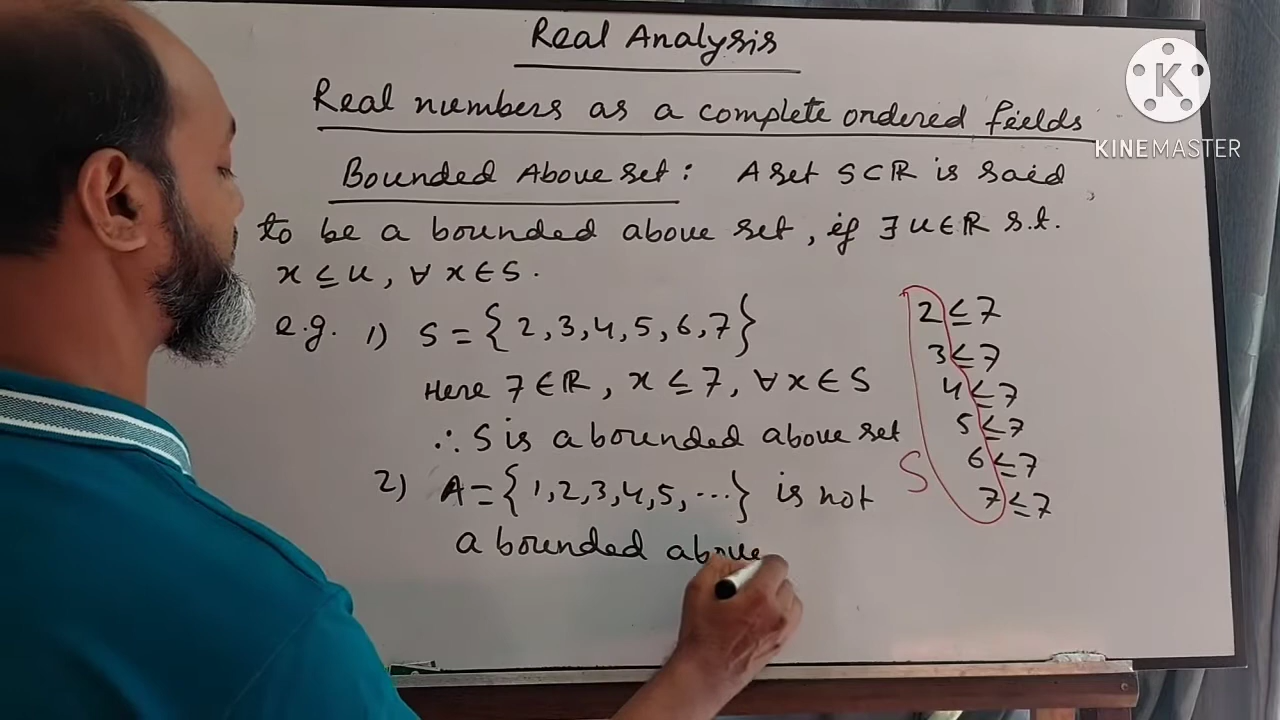 Real Analysis
Real numbers as a complete ordered fields
Bounded Above set : A set S⊂ℝ is said
to be a bounded above set, if ∃ u∈ℝ s.t.
x ≤ u, ∀ x∈S.
e.g. 1) S = {2,3,4,5,6,7}
Here 7∈ℝ, x ≤ 7, ∀x∈S
∴ S is a bounded above set
2) A = {1,2,3,4,5, ...} is not
a bounded above
2 ≤ 7
3 ≤ 7
4 ≤ 7
5 ≤ 7
6 ≤ 7
7 ≤ 7
S
K
KINEMASTER